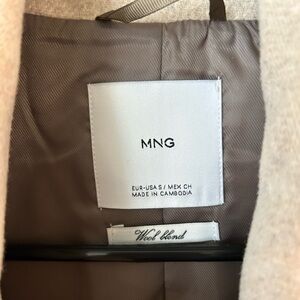 MNG
EUR-USA S / MEX CH
MADE IN CAMBODIA
Wool blend